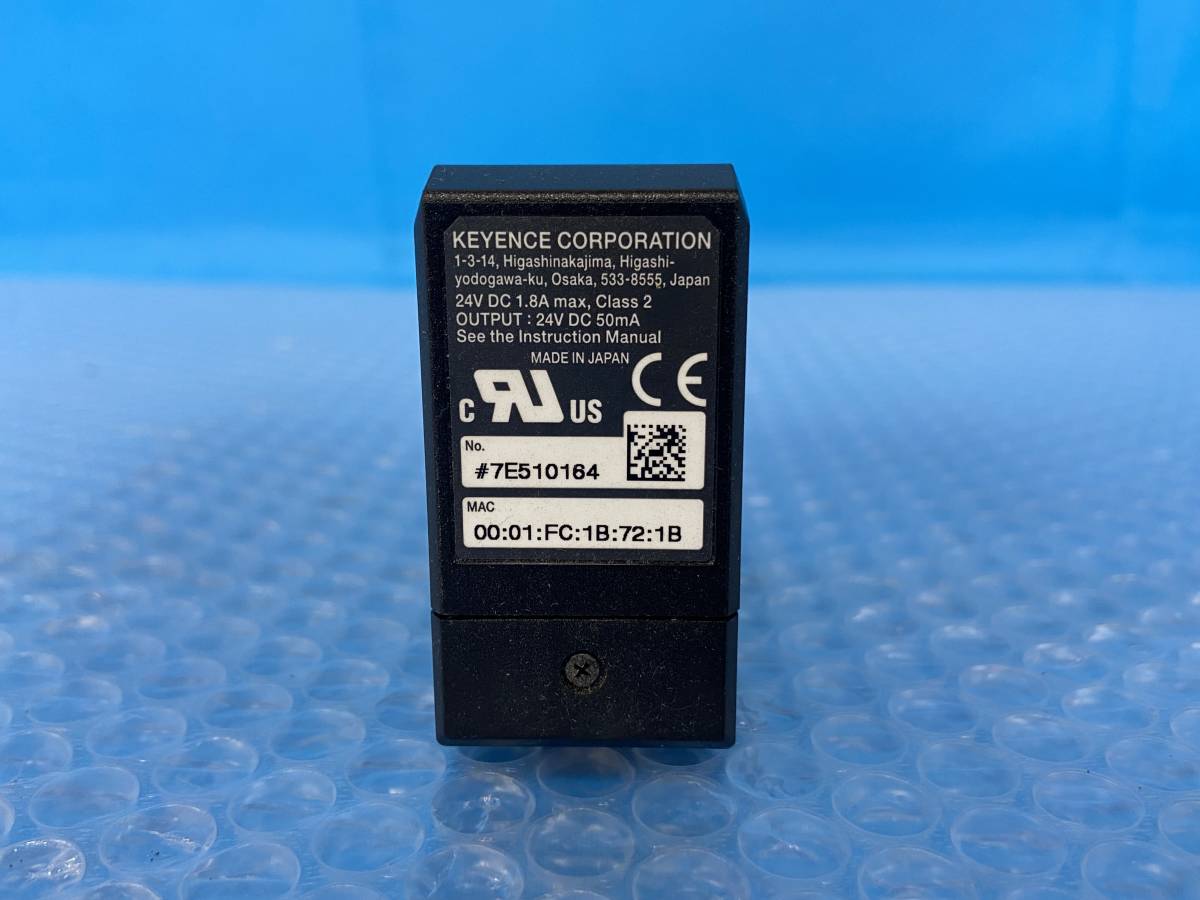 KEYENCE CORPORATION
1-3-14, Higashinakajima, Higashi-
yodogawa-ku, Osaka, 533-8555, Japan
24V DC 1.8A max, Class 2
OUTPUT : 24V DC 50mA
See the Instruction Manual
MADE IN JAPAN
CE
C RU US
No.
#7E510164
MAC
00:01:FC:1B:72:1B